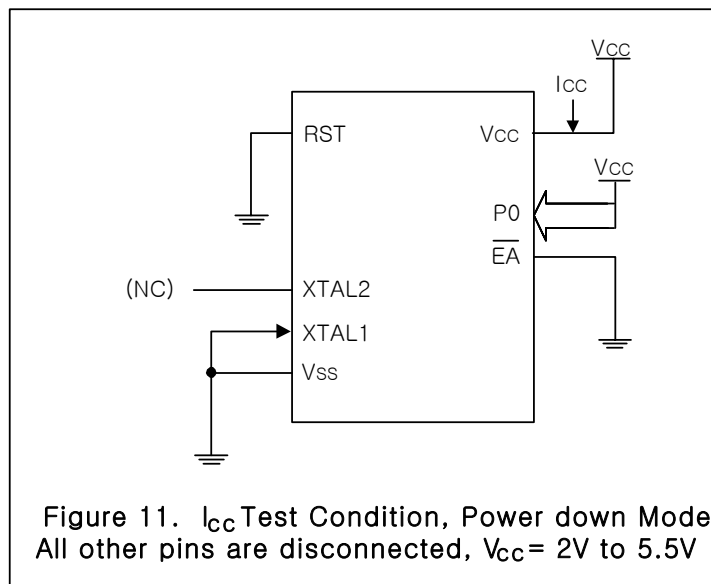 Vcc
Icc
RST
Vcc
Vcc
P0
EA
(NC)
XTAL2
XTAL1
Vss
Figure 11. Icc Test Condition, Power down Mode
All other pins are disconnected, Vcc = 2V to 5.5V